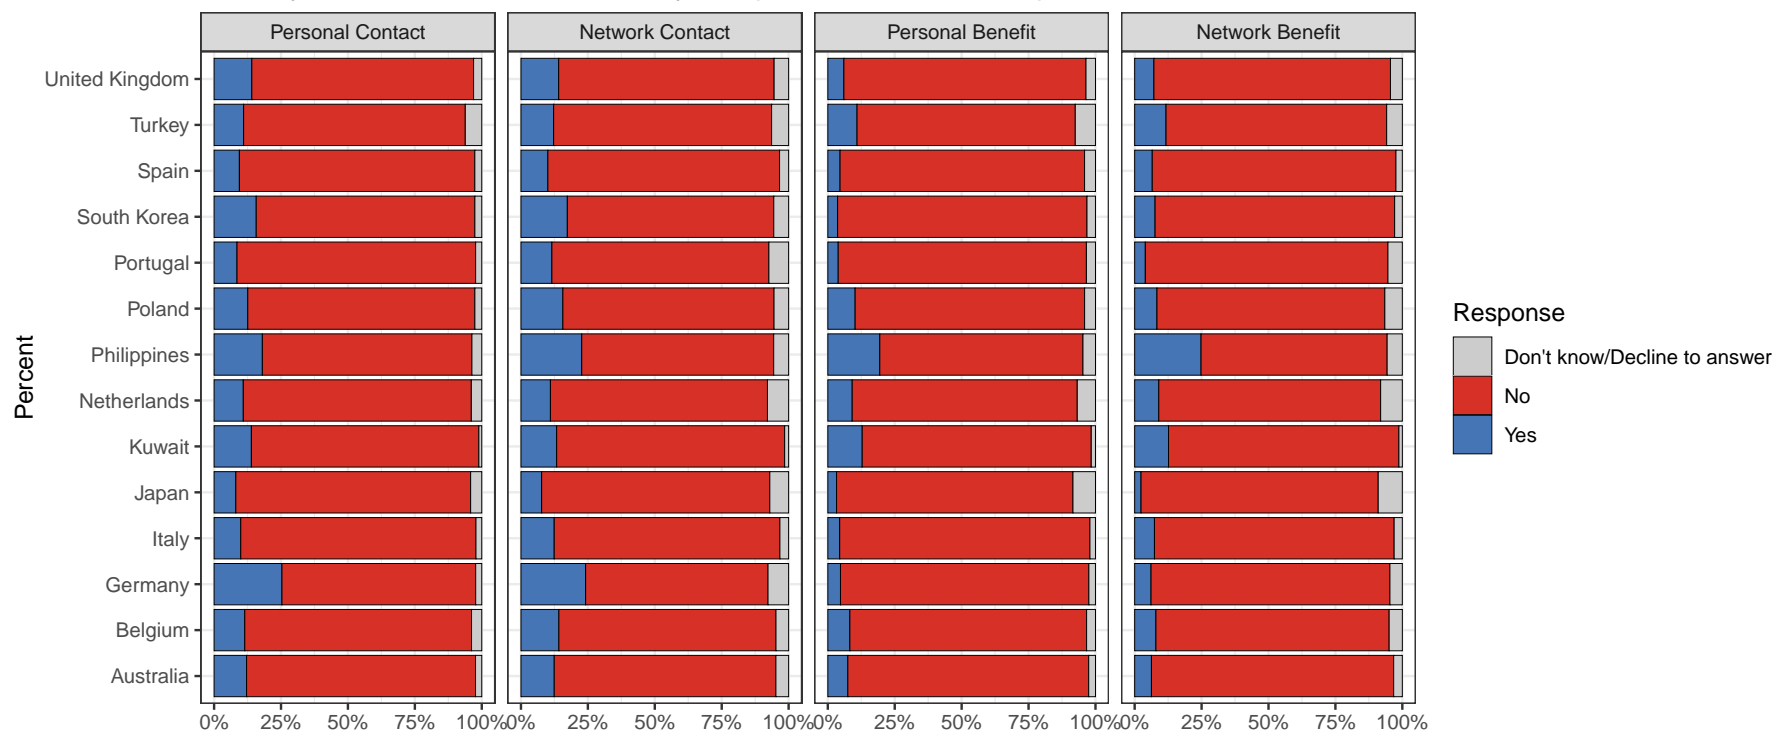 Personal Contact
Network Contact
Personal Benefit
Network Benefit
United Kingdom
Turkey
Spain
South Korea
Portugal
Poland
Philippines
Netherlands
Kuwait
Japan
Italy
Germany
Belgium
Australia
Percent
0% 25% 50% 75% 100%
0% 25% 50% 75% 100%
0% 25% 50% 75% 100%
0% 25% 50% 75% 100%
Response
Don't know/Decline to answer
No
Yes